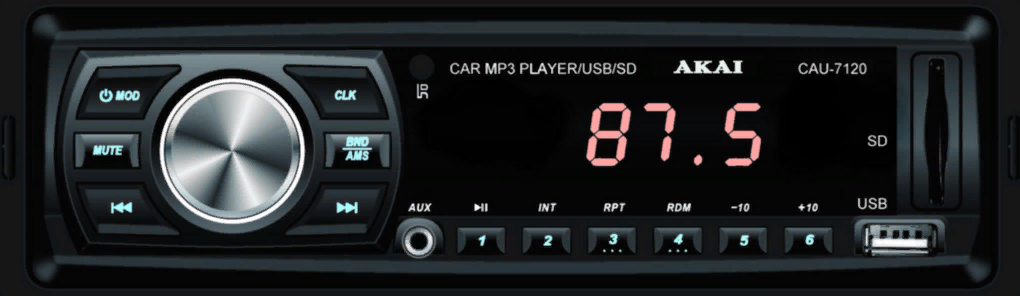 CAR MP3 PLAYER/USB/SD AKAI CAU-7120
MOD
CLK
87.5
MUTE
BND
AMS
SD
USB
AUX INT RPT RDM -10 +10
1 2 3 4 5 6